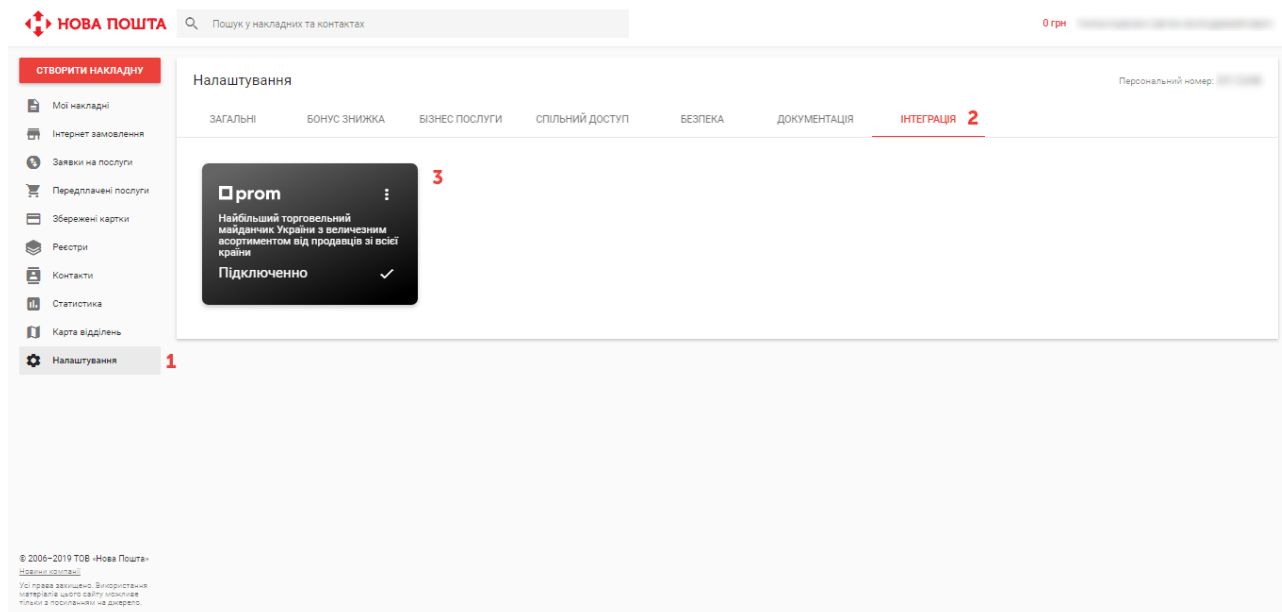 НОВА ПОШТА
Пошук у накладних та контактах
0 грн
СТВОРИТИ НАКЛАДНУ
Мої накладні
Інтернет замовлення
Заявки на послуги
Передплачені послуги
Збережені картки
Реєстри
Контакти
Статистика
Карта відділень
Налаштування 1
Налаштування
Персональний номер:
ЗАГАЛЬНІ БОНУС ЗНИЖКА БІЗНЕС ПОСЛУГИ СПІЛЬНИЙ ДОСТУП БЕЗПЕКА ДОКУМЕНТАЦІЯ ІНТЕГРАЦІЯ 2
prom
3
Найбільший торговельний
майданчик України з величезним
асортиментом від продавців зі всієї
країни
Підключенно
© 2006–2019 ТОВ «Нова Пошта»
Новини компанії
Усі права захищено. Використання
матеріалів цього сайту можливе
тільки з посиланням на джерело.